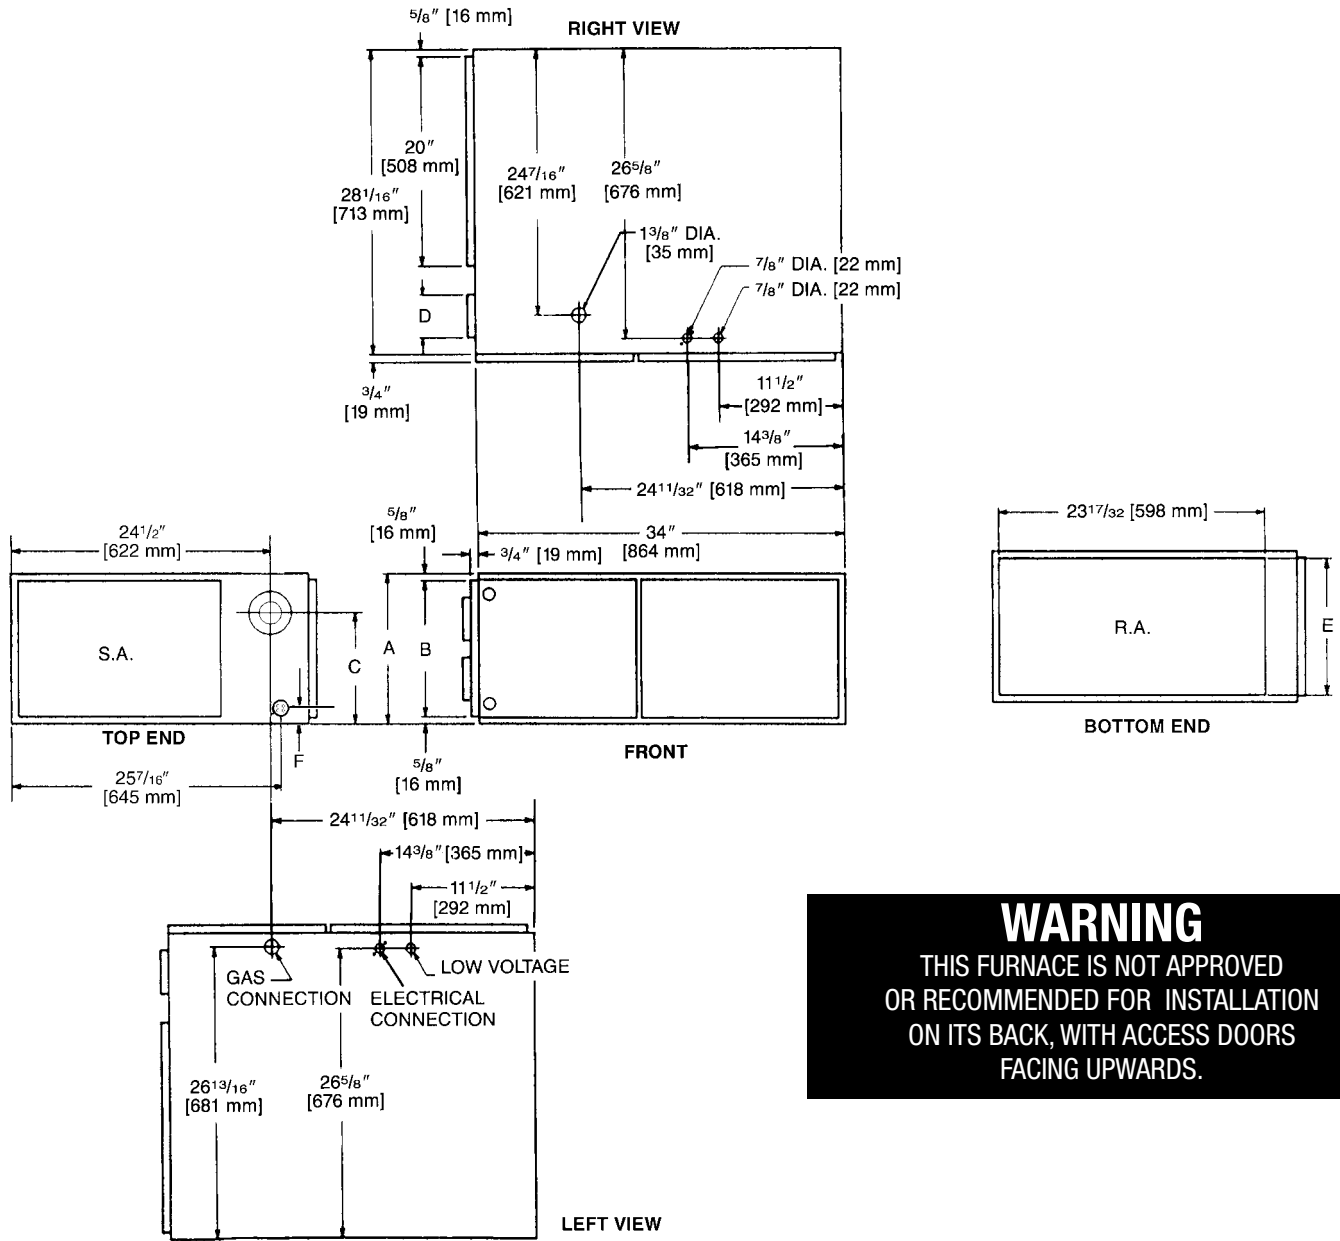 5/8" [16 mm]
RIGHT VIEW
20"
[508 mm]
28 1/16"
[713 mm]
24 7/16"
[621 mm]
26 5/8"
[676 mm]
1 3/8" DIA.
[35 mm]
7/8" DIA. [22 mm]
7/8" DIA. [22 mm]
D
3/4"
[19 mm]
11 1/2"
[292 mm]
14 3/8"
[365 mm]
24 11/32" [618 mm]
5/8"
[16 mm]
34"
[864 mm]
3/4" [19 mm]
24 1/2"
[622 mm]
S.A.
C
A
B
F
TOP END
25 7/16"
[645 mm]
5/8"
[16 mm]
FRONT
23 17/32 [598 mm]
R.A.
E
BOTTOM END
24 11/32" [618 mm]
14 3/8" [365 mm]
11 1/2"
[292 mm]
GAS
CONNECTION
ELECTRICAL
CONNECTION
LOW VOLTAGE
26 13/16"
[681 mm]
26 5/8"
[676 mm]
LEFT VIEW
WARNING
THIS FURNACE IS NOT APPROVED
OR RECOMMENDED FOR INSTALLATION
ON ITS BACK, WITH ACCESS DOORS
FACING UPWARDS.